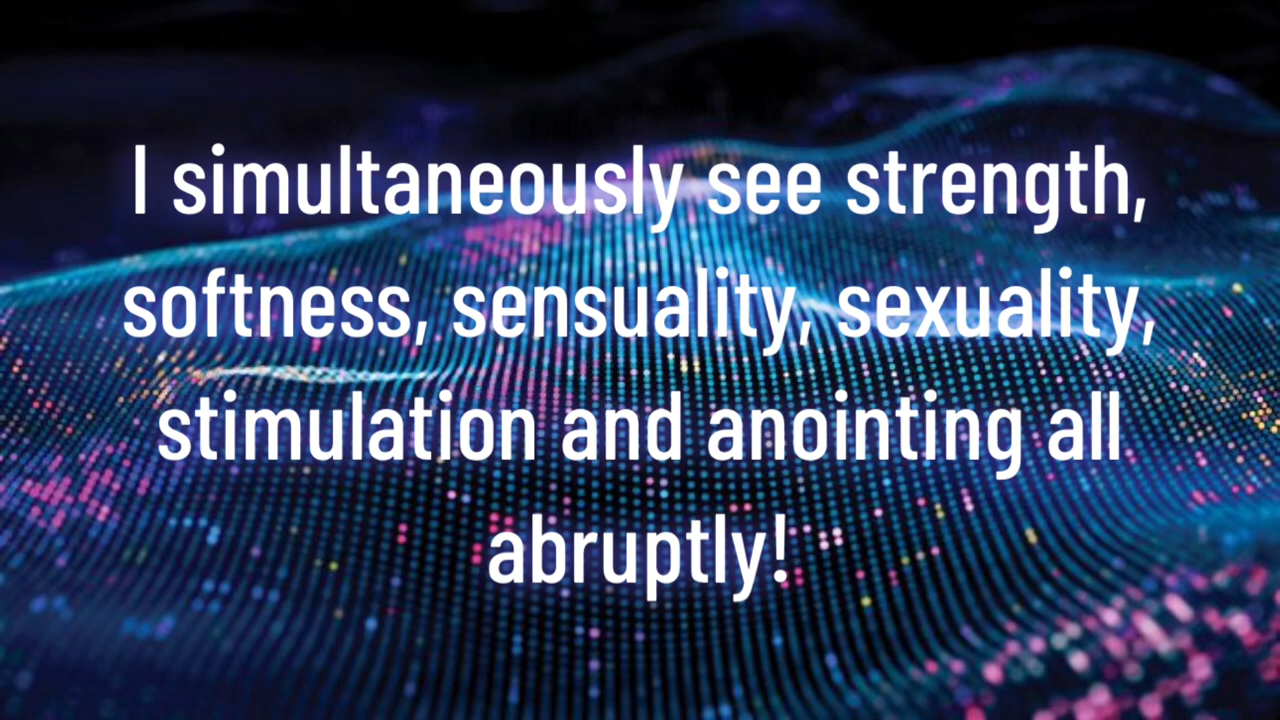 I simultaneously see strength,
softness, sensuality, sexuality,
stimulation and anointing all
abruptly!